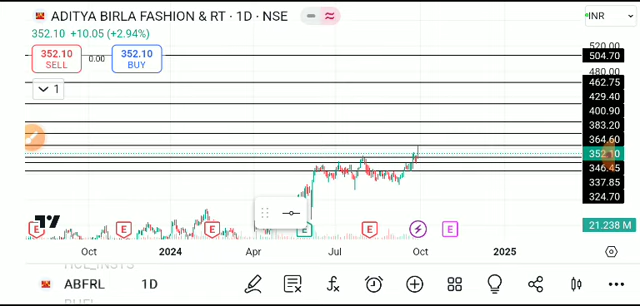 ADITYA BIRLA FASHION & RT · 1D · NSE
INR
352.10 +10.05 (+2.94%)
352.10 SELL
0.00
352.10 BUY
1
520.00
504.70
480.00
462.75
429.40
400.90
383.20
364.60
352.10
346.45
337.85
324.70
21.238 M
E
E
E
E
E
E
Oct
2024
Apr
Jul
Oct
2025
ABFRL
1D